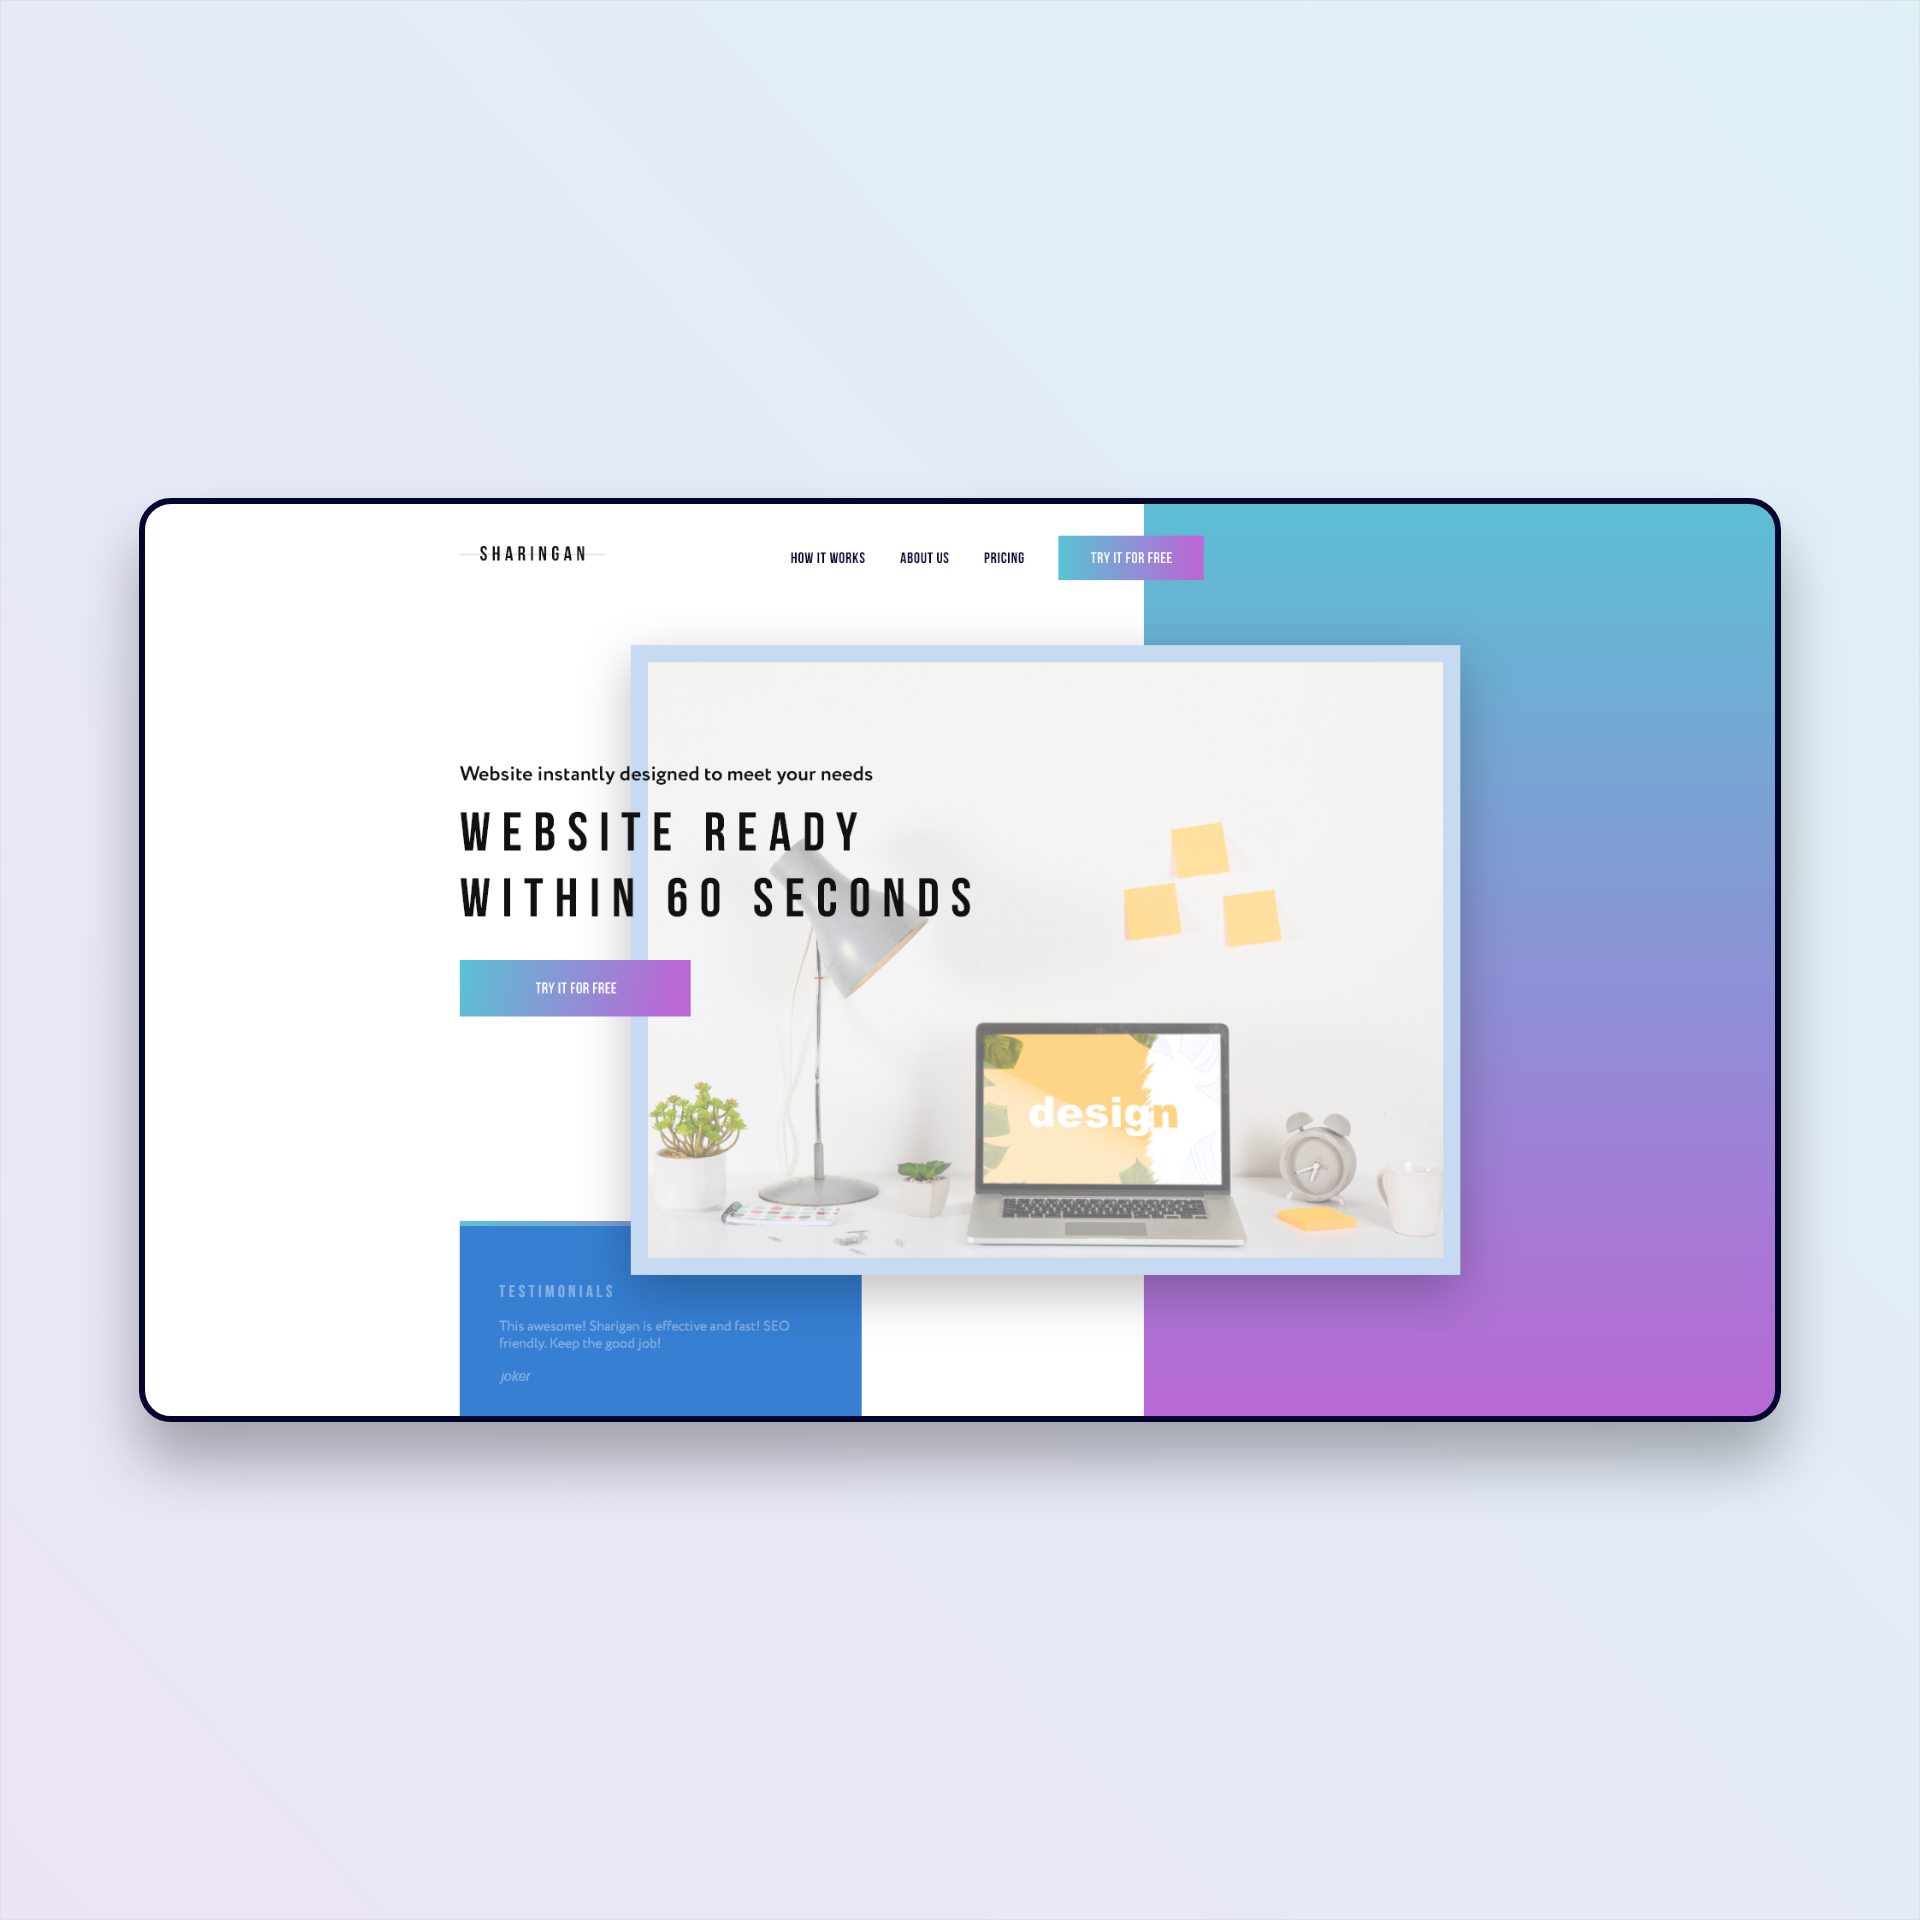 SHARINGAN
HOW IT WORKS
ABOUT US
PRICING
TRY IT FOR FREE
Website instantly designed to meet your needs
WEBSITE READY
WITHIN 60 SECONDS
TRY IT FOR FREE
design
TESTIMONIALS
This awesome! Sharigan is effective and fast! SEO
friendly. Keep the good job!
joker